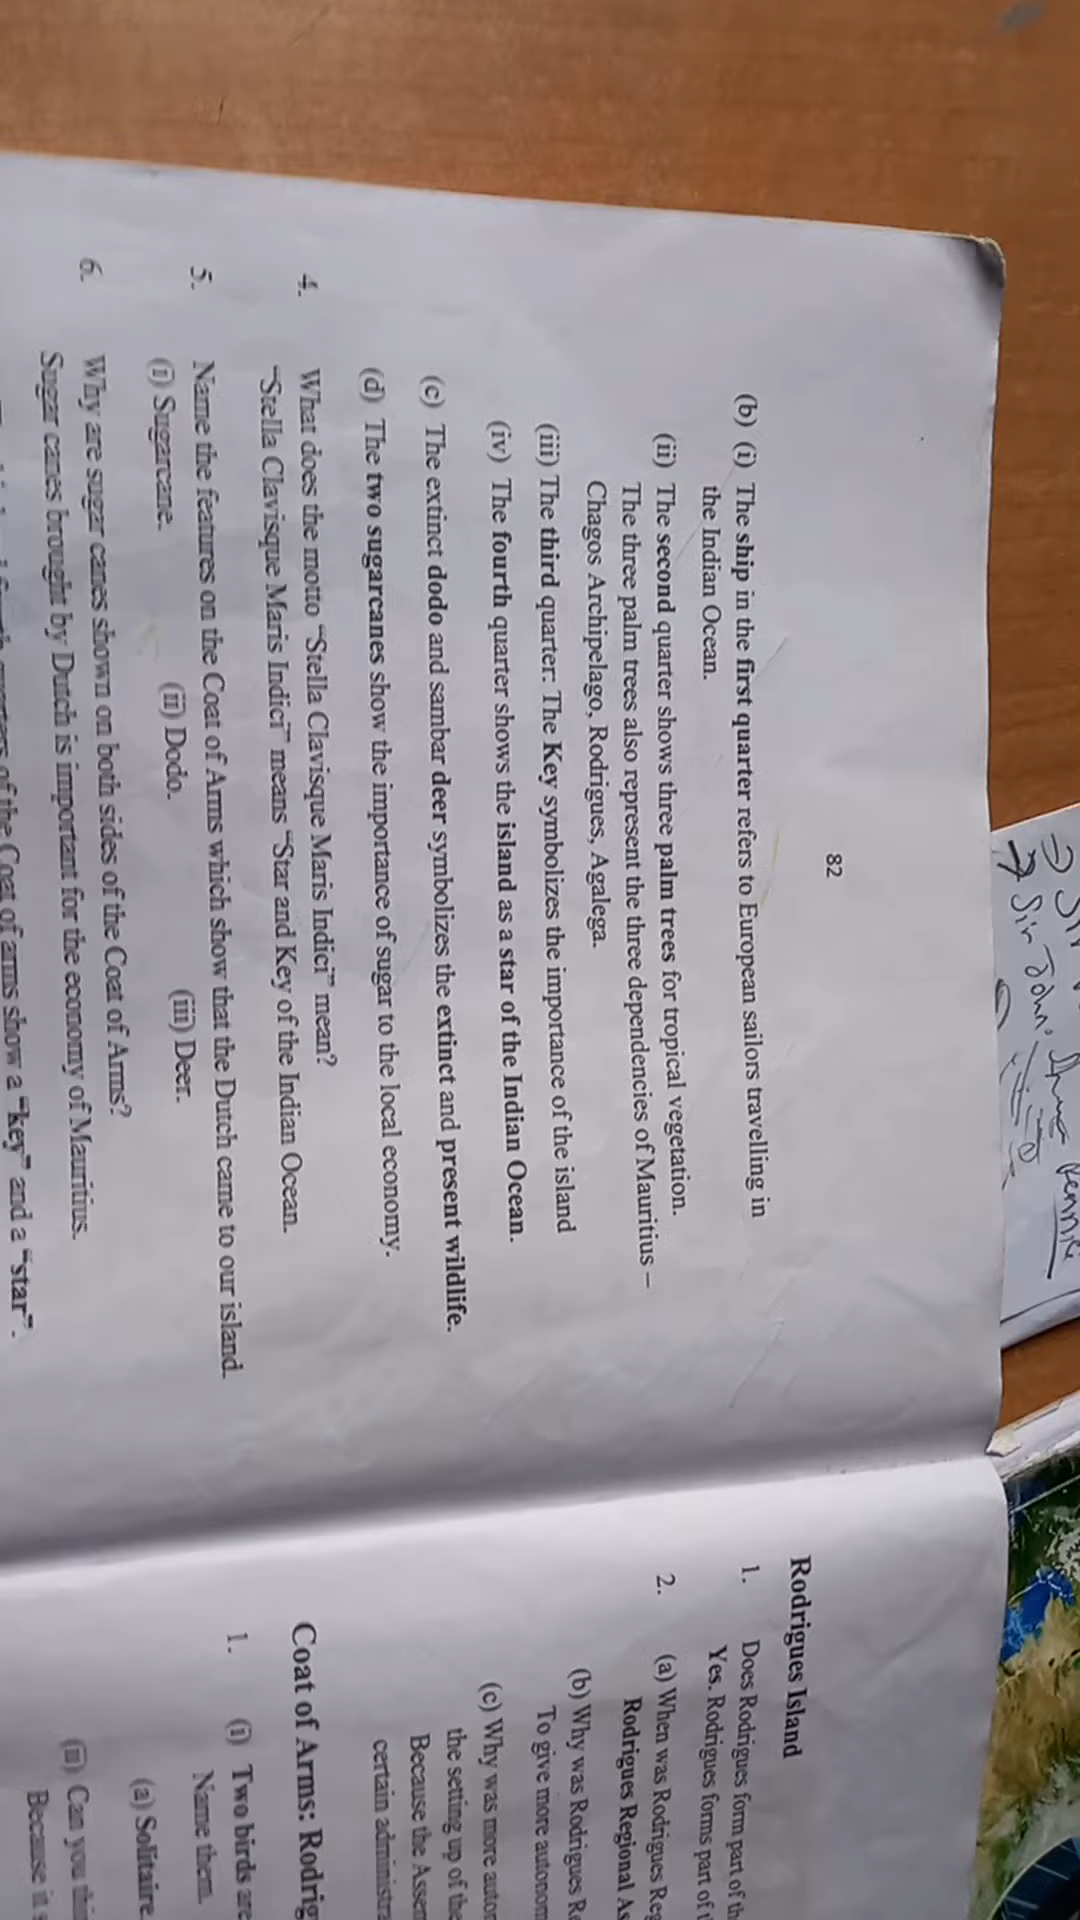 82
(b) (i) The ship in the first quarter refers to European sailors travelling in
the Indian Ocean.
(ii) The second quarter shows three palm trees for tropical vegetation.
The three palm trees also represent the three dependencies of Mauritius –
Chagos Archipelago, Rodrigues, Agalega.
(iii) The third quarter: The Key symbolizes the importance of the island
(iv) The fourth quarter shows the island as a star of the Indian Ocean.
(c) The extinct dodo and sambar deer symbolizes the extinct and present wildlife.
(d) The two sugarcanes show the importance of sugar to the local economy.
4. What does the motto “Stella Clavisque Maris Indici” mean?
“Stella Clavisque Maris Indici” means “Star and Key of the Indian Ocean.
5. Name the features on the Coat of Arms which show that the Dutch came to our island.
(i) Sugarcane. (ii) Dodo. (iii) Deer.
6. Why are sugar canes shown on both sides of the Coat of Arms?
Sugar canes brought by Dutch is important for the economy of Mauritius.
of the Coat of arms show a “key” and a “star”.
Rodrigues Island
1. Does Rodrigues form part of
Yes. Rodrigues forms part of
2. (a) When was Rodrigues
Rodrigues Regional
(b) Why was Rodrigues
To give more
(c) Why was more
the setting up of the
Because the
certain
Coat of Arms:
1. (i) Two birds are
Name them.
(a) Solitaire.
(ii) Can you
Because it
Sir John